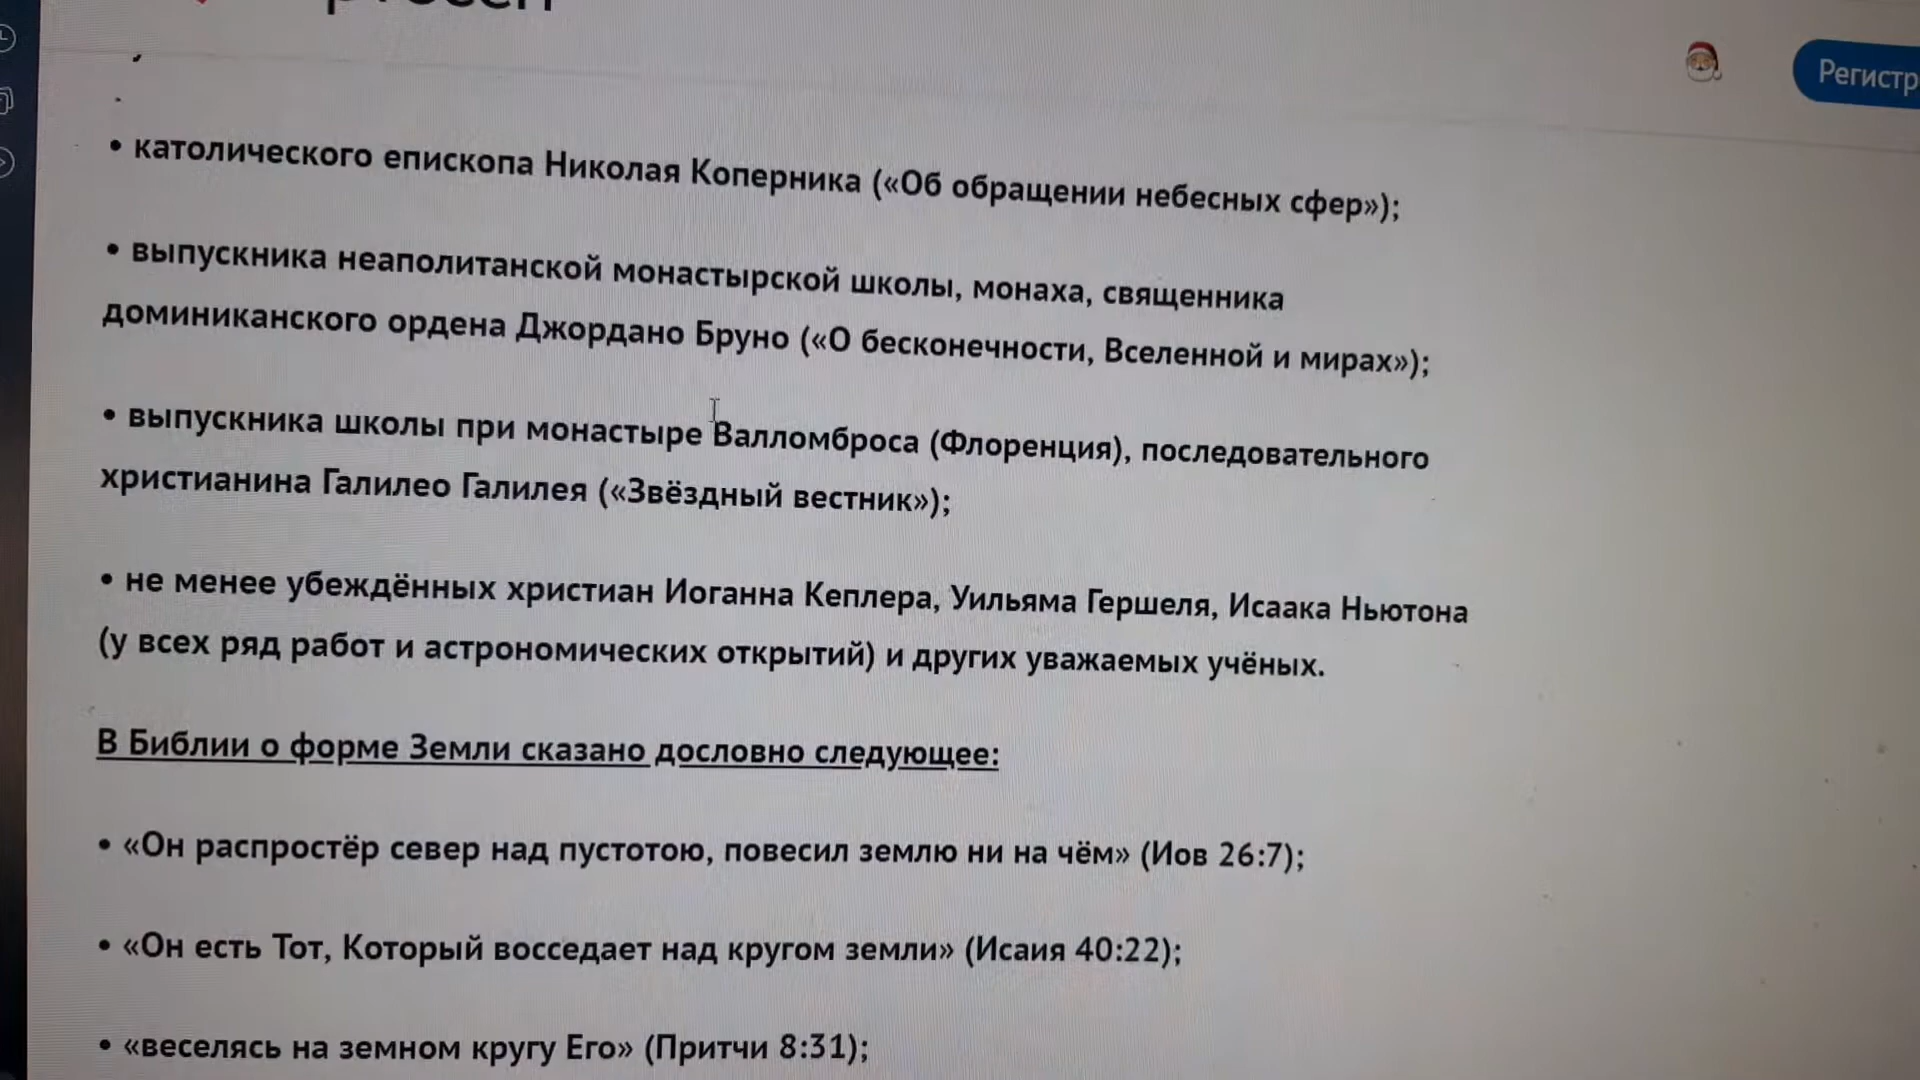 Регистр
• католического епископа Николая Коперника («Об обращении небесных сфер»);
• выпускника неаполитанской монастырской школы, монаха, священника
доминиканского ордена Джордано Бруно («О бесконечности, Вселенной и мирах»);
• выпускника школы при монастыре Валломброса (Флоренция), последовательного
христианина Галилео Галилея («Звёздный вестник»);
• не менее убеждённых христиан Иоганна Кеплера, Уильяма Гершеля, Исаака Ньютона
(у всех ряд работ и астрономических открытий) и других уважаемых учёных.
В Библии о форме Земли сказано дословно следующее:
• «Он распростёр север над пустотою, повесил землю ни на чём» (Иов 26:7);
• «Он есть Тот, Который восседает над кругом земли» (Исаия 40:22);
• «веселясь на земном кругу Его» (Притчи 8:31);